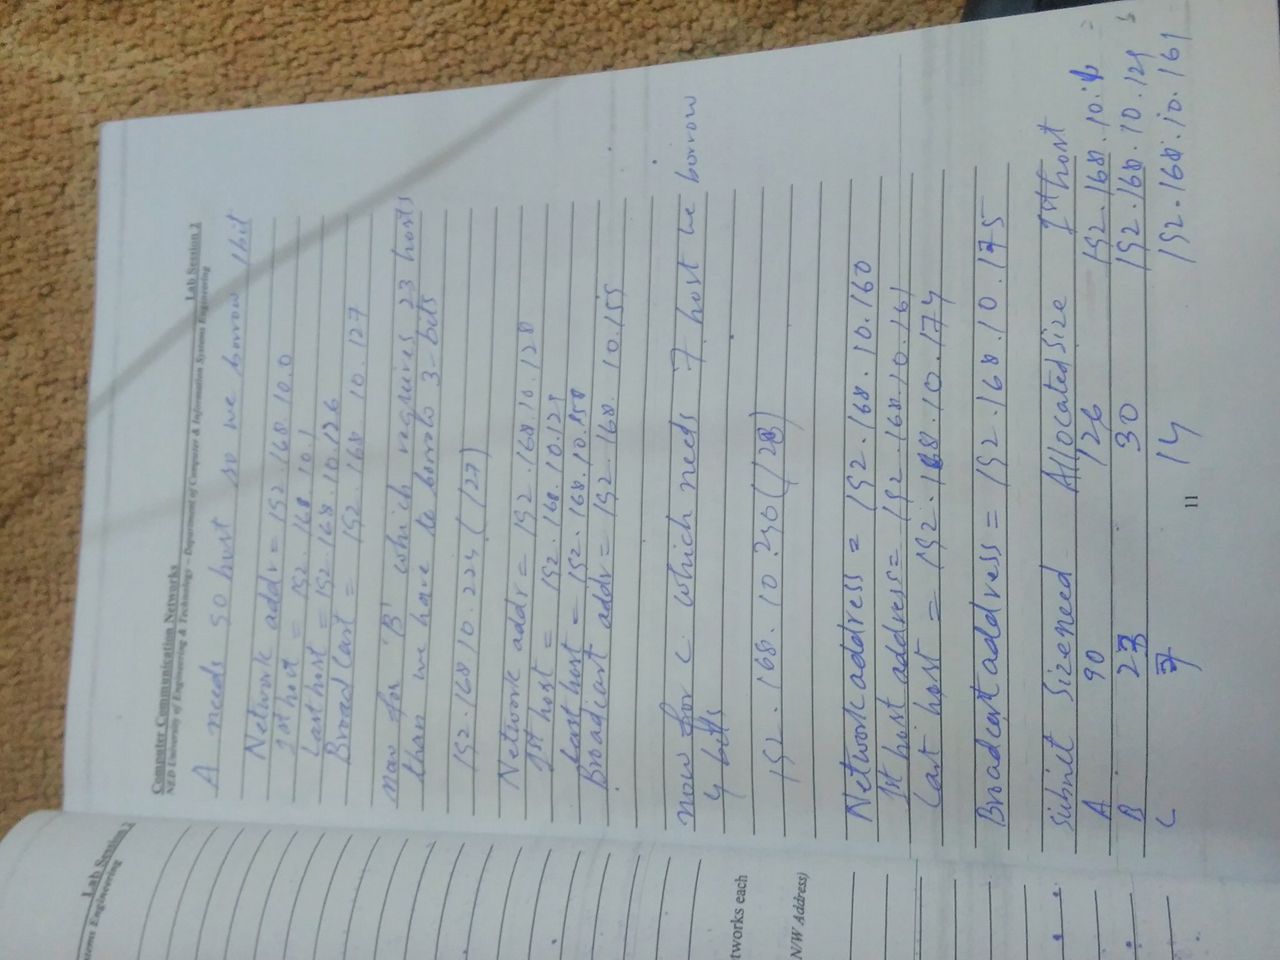 Lab Session 2
stems Engineering
Computer Communication Networks
NED University of Engineering & Technology – Department of Computer & Information Systems Engineering
Lab Session 2
A needs 90 host so we borrow 1bit
Network addr = 192.168.10.0
1st host = 192.168.10.1
Last host = 192.168.10.126
Broad Cast = 192.168.10.127
now for 'B' which requires 23 hosts
than we have to borrow 3-bits
192.168.10.224 (/27)
Network addr = 192.168.10.128
1st host = 192.168.10.129
Last host = 192.168.10.158
Broadcast addr = 192.168.10.159
now for C which needs 7 host we borrow
4 bits
192.168.10.240 (/28)
tworks each
N/W Address)
Network address = 192.168.10.160
1st host address = 192.168.10.161
Last host = 192.168.10.174
Broadcast address = 192.168.10.175
Subnet Size need Allocated Size 1st host
A 90 126 192.168.10.1
B 23 30 192.168.10.129
C 7 14 192.168.10.161
11